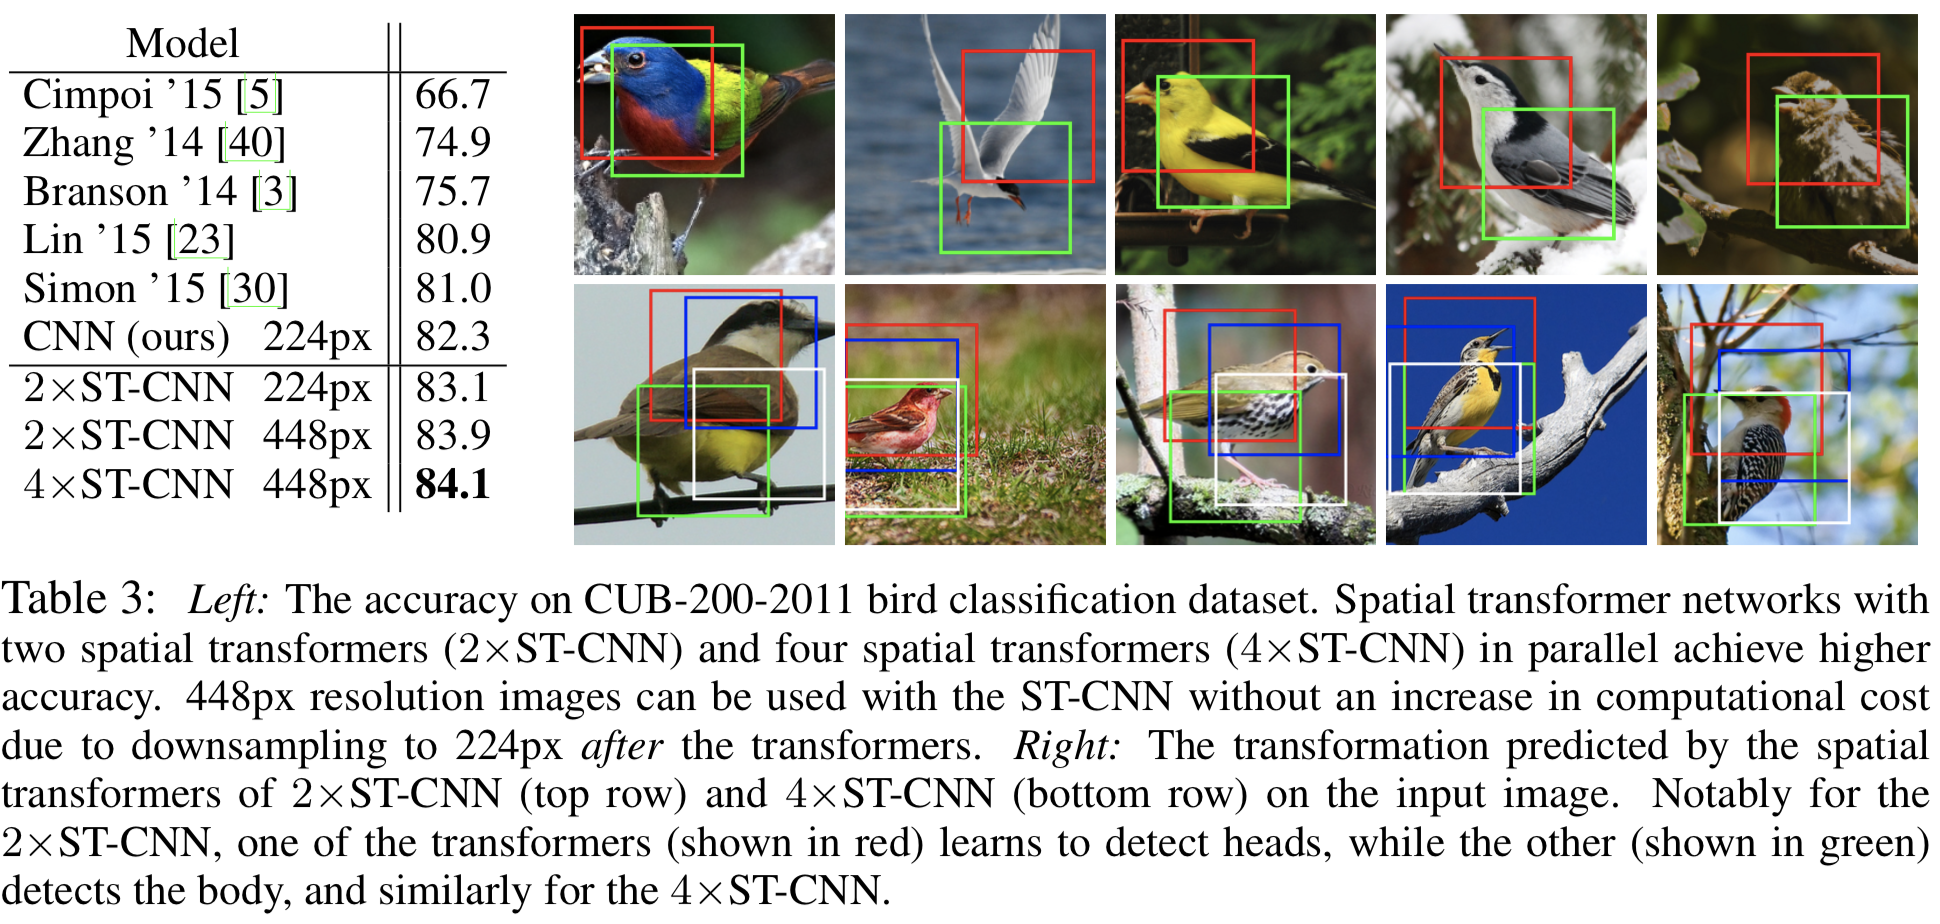 Model
Cimpoi ’15 [5] 66.7
Zhang ’14 [40] 74.9
Branson ’14 [3] 75.7
Lin ’15 [23] 80.9
Simon ’15 [30] 81.0
CNN (ours) 224px 82.3
2×ST-CNN 224px 83.1
2×ST-CNN 448px 83.9
4×ST-CNN 448px 84.1
Table 3: Left: The accuracy on CUB-200-2011 bird classification dataset. Spatial transformer networks with
two spatial transformers (2×ST-CNN) and four spatial transformers (4×ST-CNN) in parallel achieve higher
accuracy. 448px resolution images can be used with the ST-CNN without an increase in computational cost
due to downsampling to 224px after the transformers. Right: The transformation predicted by the spatial
transformers of 2×ST-CNN (top row) and 4×ST-CNN (bottom row) on the input image. Notably for the
2×ST-CNN, one of the transformers (shown in red) learns to detect heads, while the other (shown in green)
detects the body, and similarly for the 4×ST-CNN.